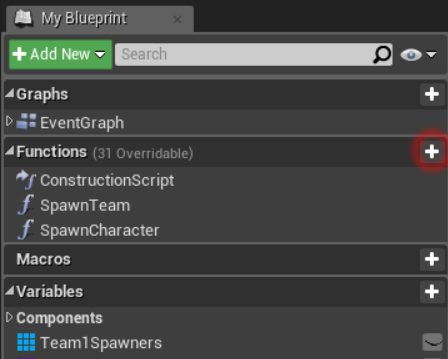 My Blueprint
Add New Search
Graphs
EventGraph
Functions (31 Overridable)
ConstructionScript
SpawnTeam
SpawnCharacter
Macros
Variables
Components
Team1Spawners